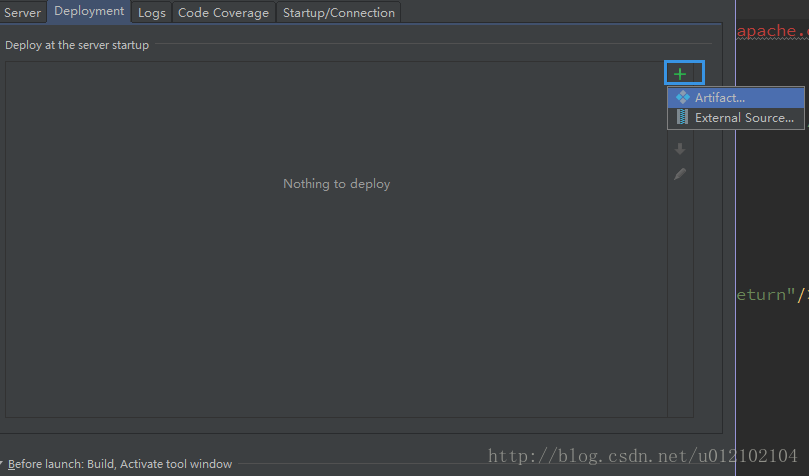 Server Deployment Logs Code Coverage Startup/Connection
Deploy at the server startup
apache.
Artifact...
External Source...
Nothing to deploy
eturn"/
Before launch: Build, Activate tool window
http://blog.csdn.net/u012102104